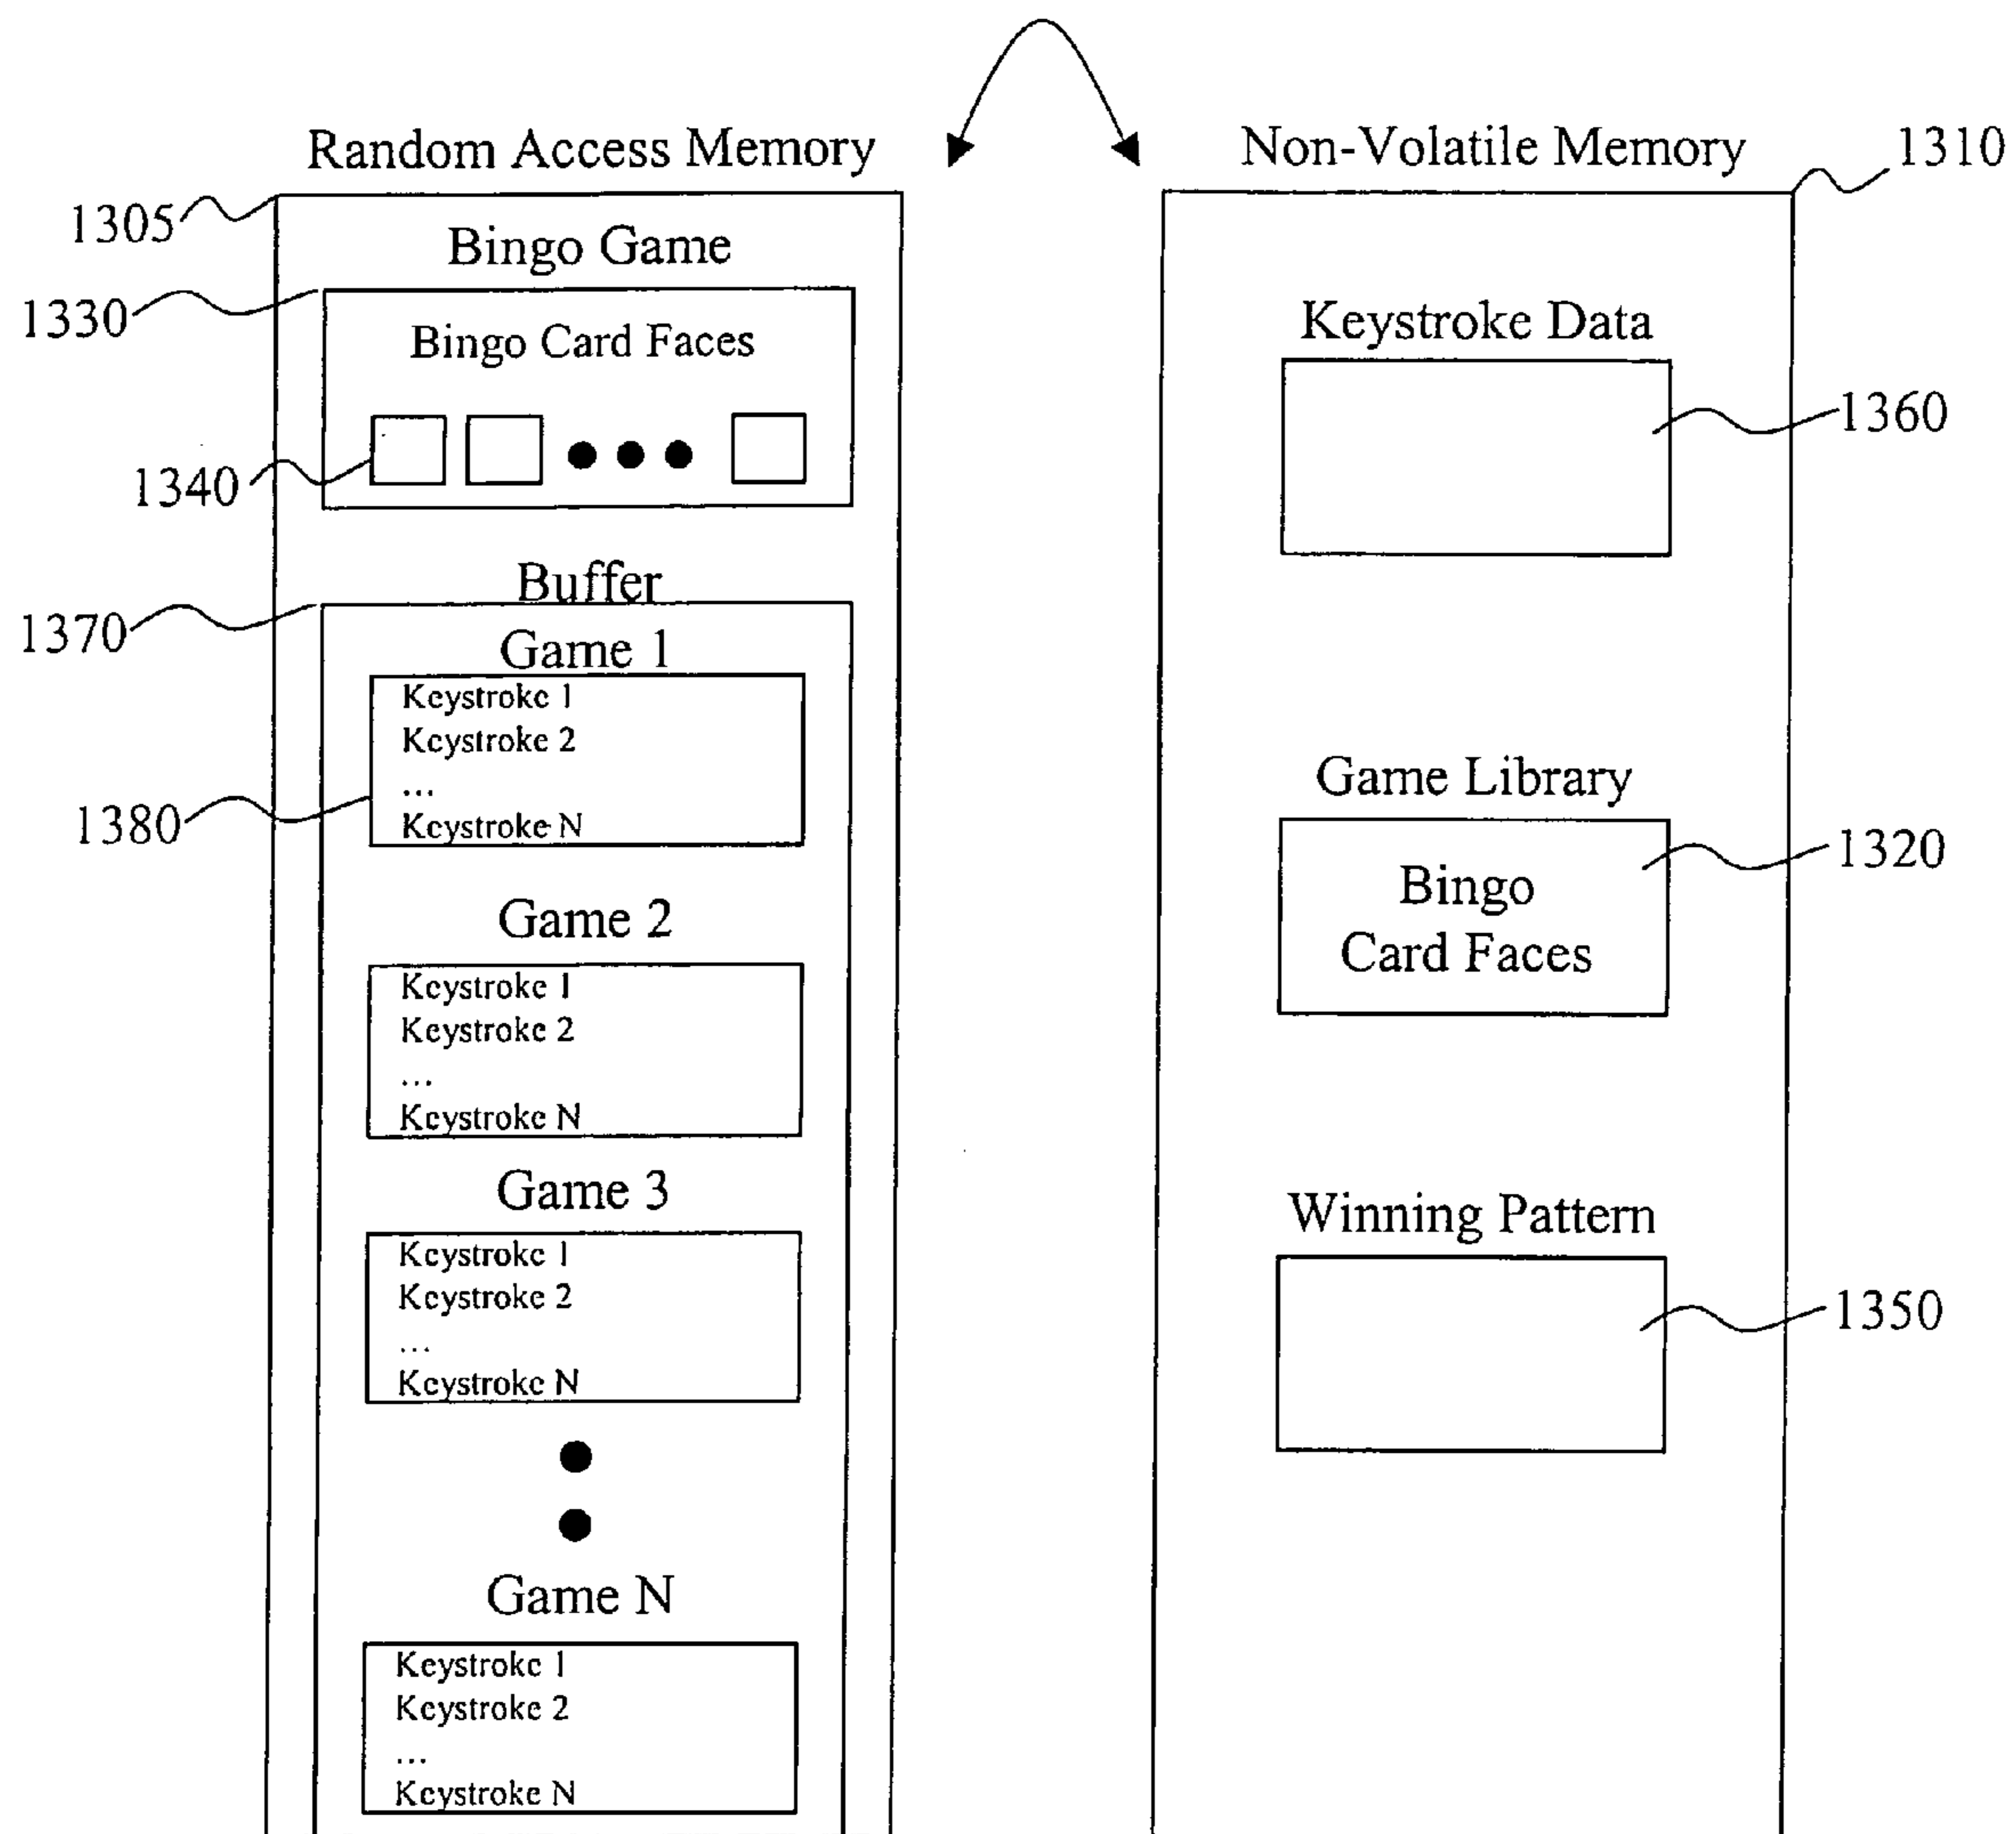 Random Access Memory
1305
Bingo Game
1330
Bingo Card Faces
1340
Buffer
1370
Game 1
Keystroke 1
Keystroke 2
...
Keystroke N
1380
Game 2
Keystroke 1
Keystroke 2
...
Keystroke N
Game 3
Keystroke 1
Keystroke 2
...
Keystroke N
Game N
Keystroke 1
Keystroke 2
...
Keystroke N
Non-Volatile Memory
1310
Keystroke Data
1360
Game Library
1320
Bingo
Card Faces
Winning Pattern
1350